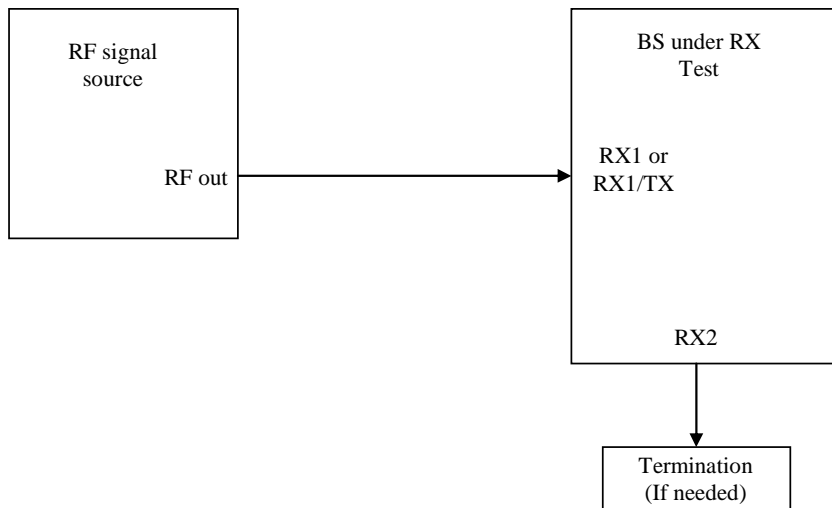 RF signal
source
RF out
BS under RX
Test
RX1 or
RX1/TX
RX2
Termination
(If needed)